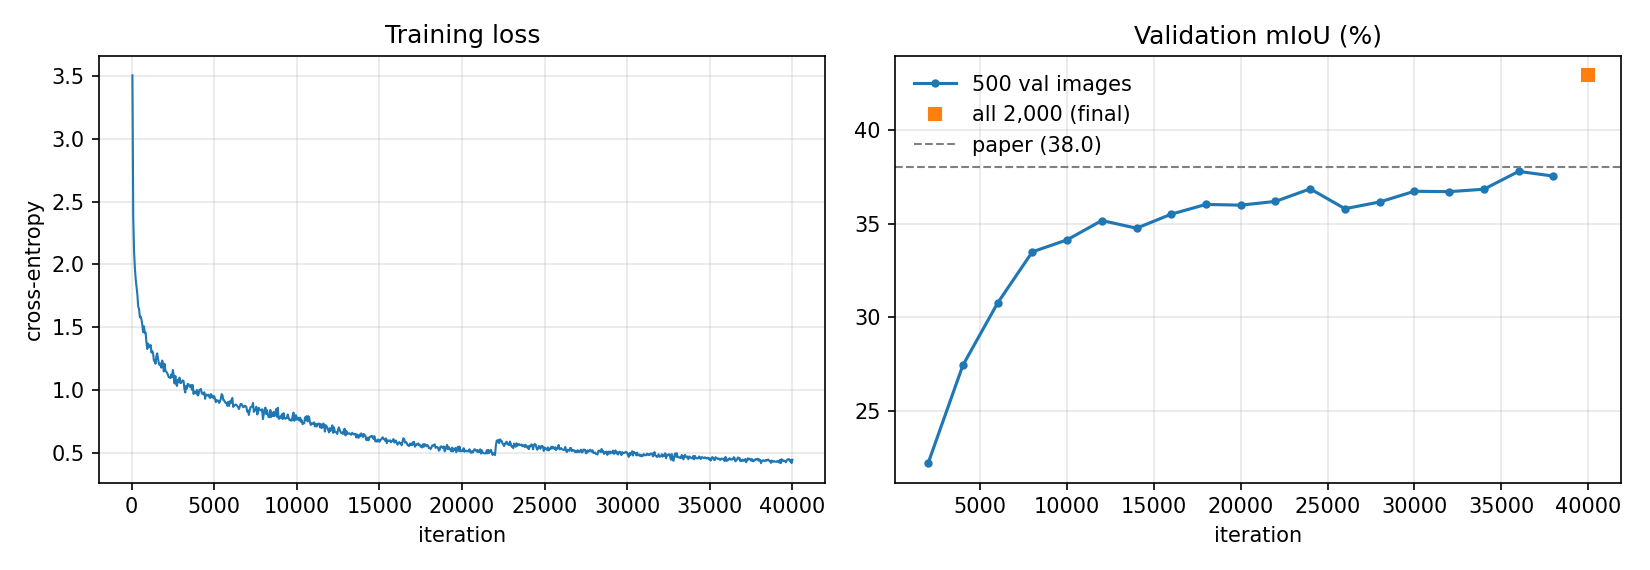 Training loss
cross-entropy
3.5
3.0
2.5
2.0
1.5
1.0
0.5
0 5000 10000 15000 20000 25000 30000 35000 40000
iteration
Validation mIoU (%)
500 val images
all 2,000 (final)
paper (38.0)
40
35
30
25
5000 10000 15000 20000 25000 30000 35000 40000
iteration